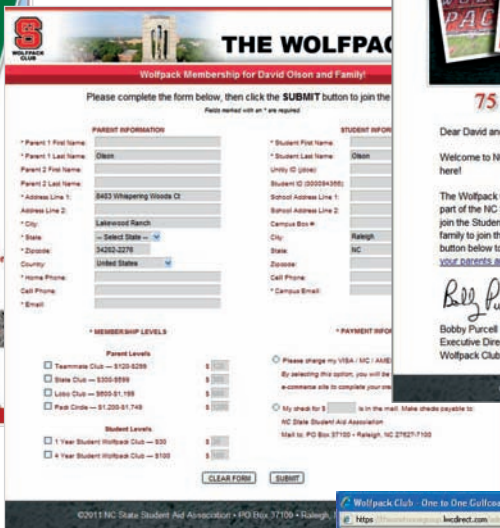 WOLFPACK
CLUB
THE WOLFPAC
Wolfpack Membership for David Olson and Family!
Please complete the form below, then click the SUBMIT button to join the
Fields marked with an * are required.
PARENT INFORMATION
* Parent 1 First Name:
* Parent 1 Last Name: Olson
Parent 2 First Name:
Parent 2 Last Name:
* Address Line 1: 8403 Whispering Woods Ct
Address Line 2:
* City: Lakewood Ranch
* State: -- Select State --
* Zipcode: 34202-2276
Country: United States
* Home Phone:
Cell Phone:
* Email:
STUDENT INFOR
* Student First Name:
* Student Last Name: Olson
Unity ID (jdoe):
Student ID (000094366):
School Address Line 1:
School Address Line 2:
Campus Box #:
City: Raleigh
State: NC
Zipcode:
Cell Phone:
* Campus Email:
* MEMBERSHIP LEVELS
Parent Levels
Teammate Club — $120-$299 $
State Club — $300-$599 $
Lobo Club — $600-$1,199 $
Pack Circle — $1,200-$1,749 $
Student Levels
1 Year Student Wolfpack Club — $30 $
4 Year Student Wolfpack Club — $100 $
* PAYMENT INFOR
Please charge my VISA / MC / AME
By selecting this option, you will be
e-commerce site to complete your
My check for $ is in the mail. Make checks payable to:
NC State Student Aid Association
Mail to: PO Box 37100 • Raleigh, NC 27627-7100
CLEAR FORM SUBMIT
©2011 NC State Student Aid Association • PO Box 37100 • Raleigh,
PAC
75
Dear David an
Welcome to N
here!
The Wolfpack
part of the NC
join the Studen
family to join th
button below to
your parents a
Bobby Pu
Bobby Purcell
Executive Dire
Wolfpack Club
Wolfpack Club - One to One Gulfcoa
https lwcdirect.com